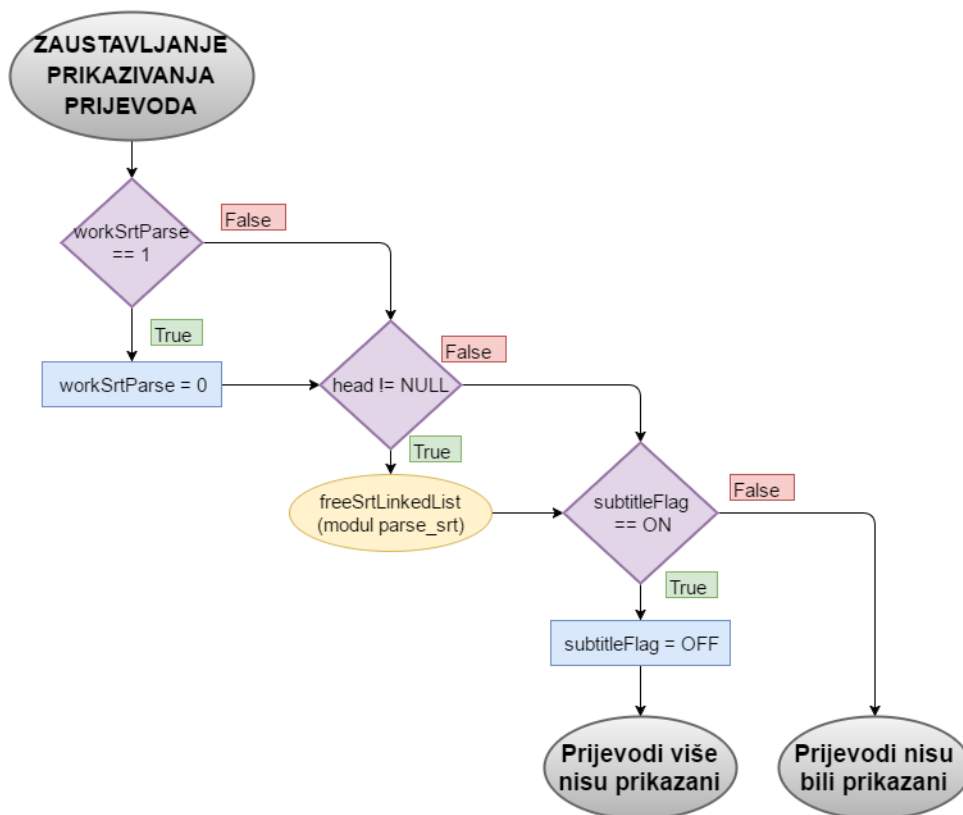 ZAUSTAVLJANJE
PRIKAZIVANJA
PRIJEVODA
workSrtParse
== 1
False
True
workSrtParse = 0
head != NULL
False
True
freeSrtLinkedList
(modul parse_srt)
subtitleFlag
== ON
False
True
subtitleFlag = OFF
Prijevodi više
nisu prikazani
Prijevodi nisu
bili prikazani